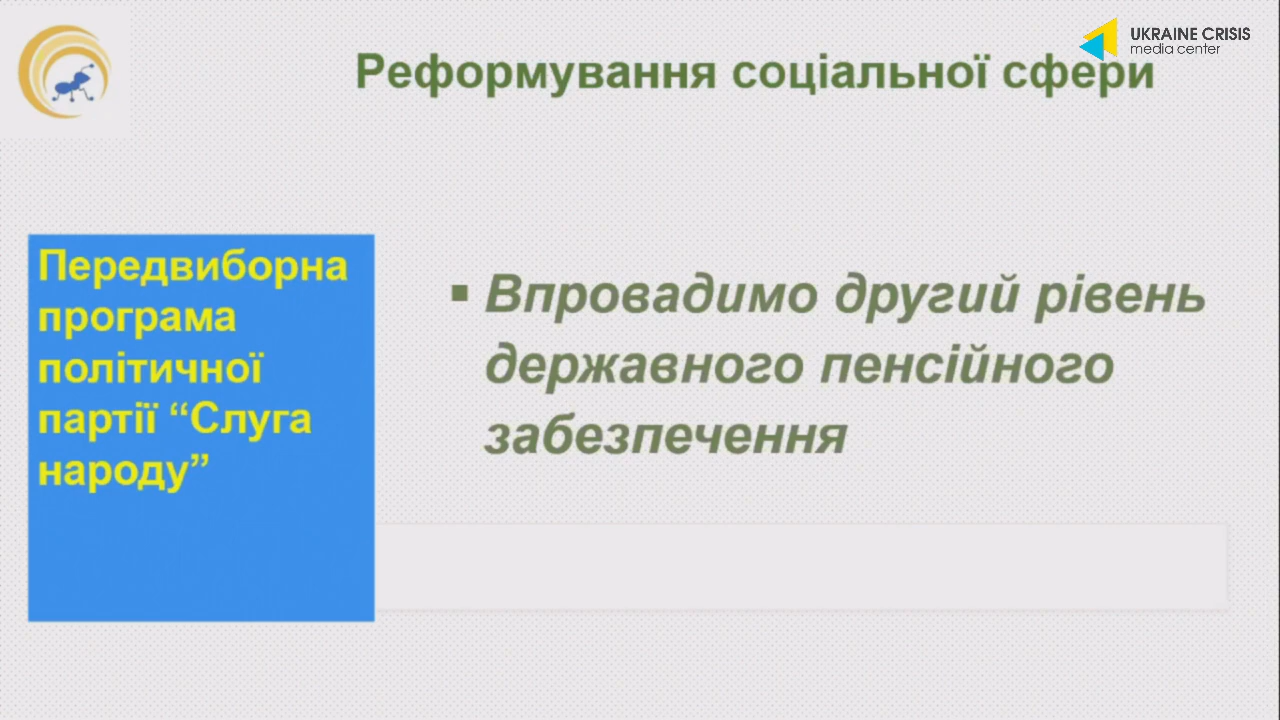 UKRAINE CRISIS
media center
Реформування соціальної сфери
Передвиборна
програма
політичної
партії “Слуга
народу”
▪ Впровадимо другий рівень
державного пенсійного
забезпечення